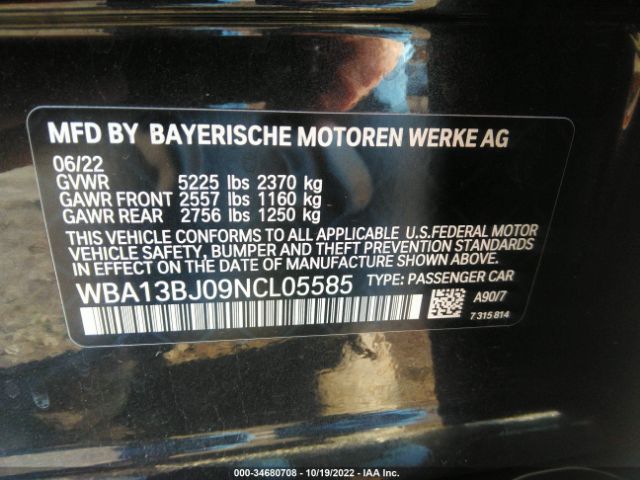 MFD BY BAYERISCHE MOTOREN WERKE AG
06/22
GVWR 5225 lbs 2370 kg
GAWR FRONT 2557 lbs 1160 kg
GAWR REAR 2756 lbs 1250 kg
THIS VEHICLE CONFORMS TO ALL APPLICABLE U.S.FEDERAL MOTOR
VEHICLE SAFETY, BUMPER AND THEFT PREVENTION STANDARDS
IN EFFECT ON THE DATE OF MANUFACTURE SHOWN ABOVE.
WBA13BJ09NCL05585 TYPE: PASSENGER CAR
A90/7
7315814
000-34680708 - 10/19/2022 - IAA Inc.